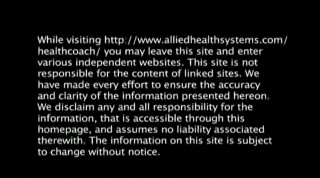 While visiting http://www.alliedhealthsystems.com/
healthcoach/ you may leave this site and enter
various independent websites. This site is not
responsible for the content of linked sites. We
have made every effort to ensure the accuracy
and clarity of the information presented hereon.
We disclaim any and all responsibility for the
information, that is accessible through this
homepage, and assumes no liability associated
therewith. The information on this site is subject
to change without notice.